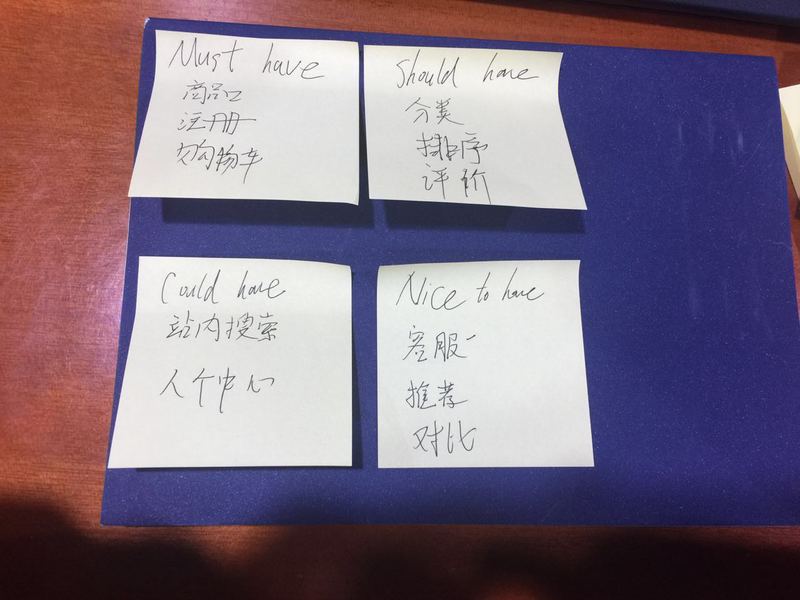 Must have
商品
注册
购物车
Should have
分类
排序
评价
Could have
站内搜索
人个中心
Nice to have
客服
推荐
对比